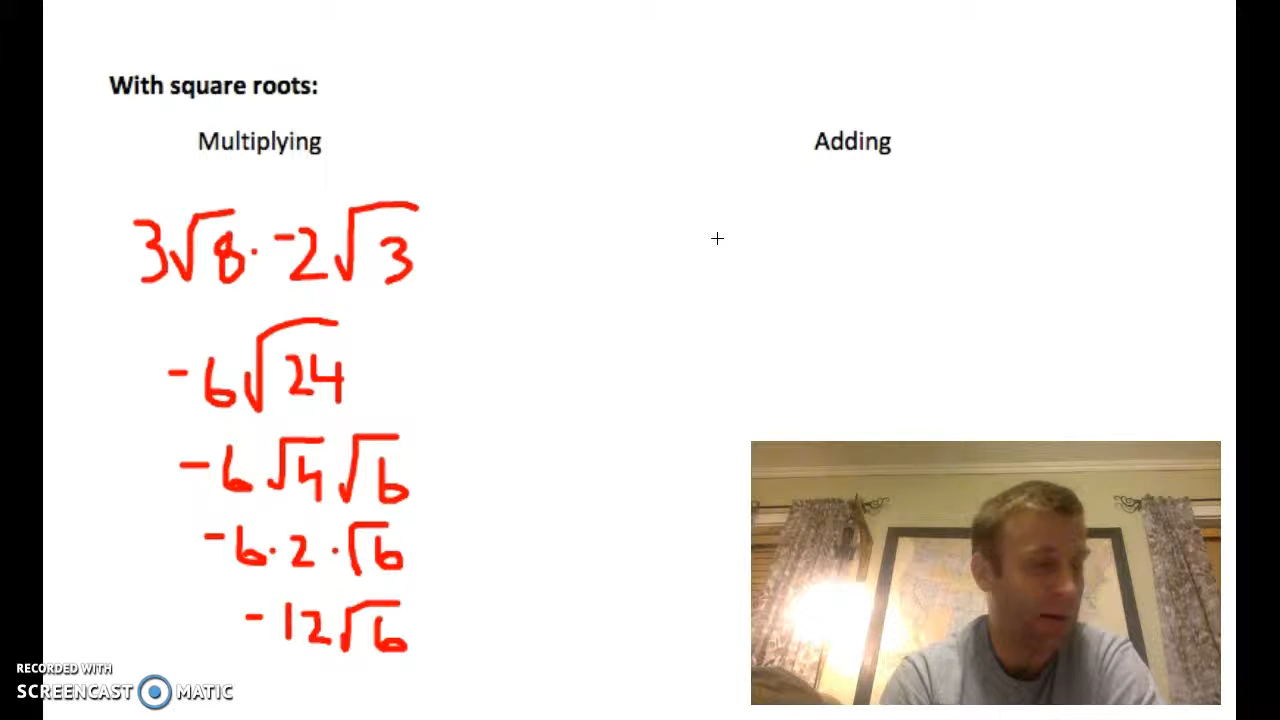 With square roots:
Multiplying
Adding
3√8 · -2√3
-6√24
-6√4√6
-6·2·√6
-12√6
RECORDED WITH
SCREENCAST MATIC